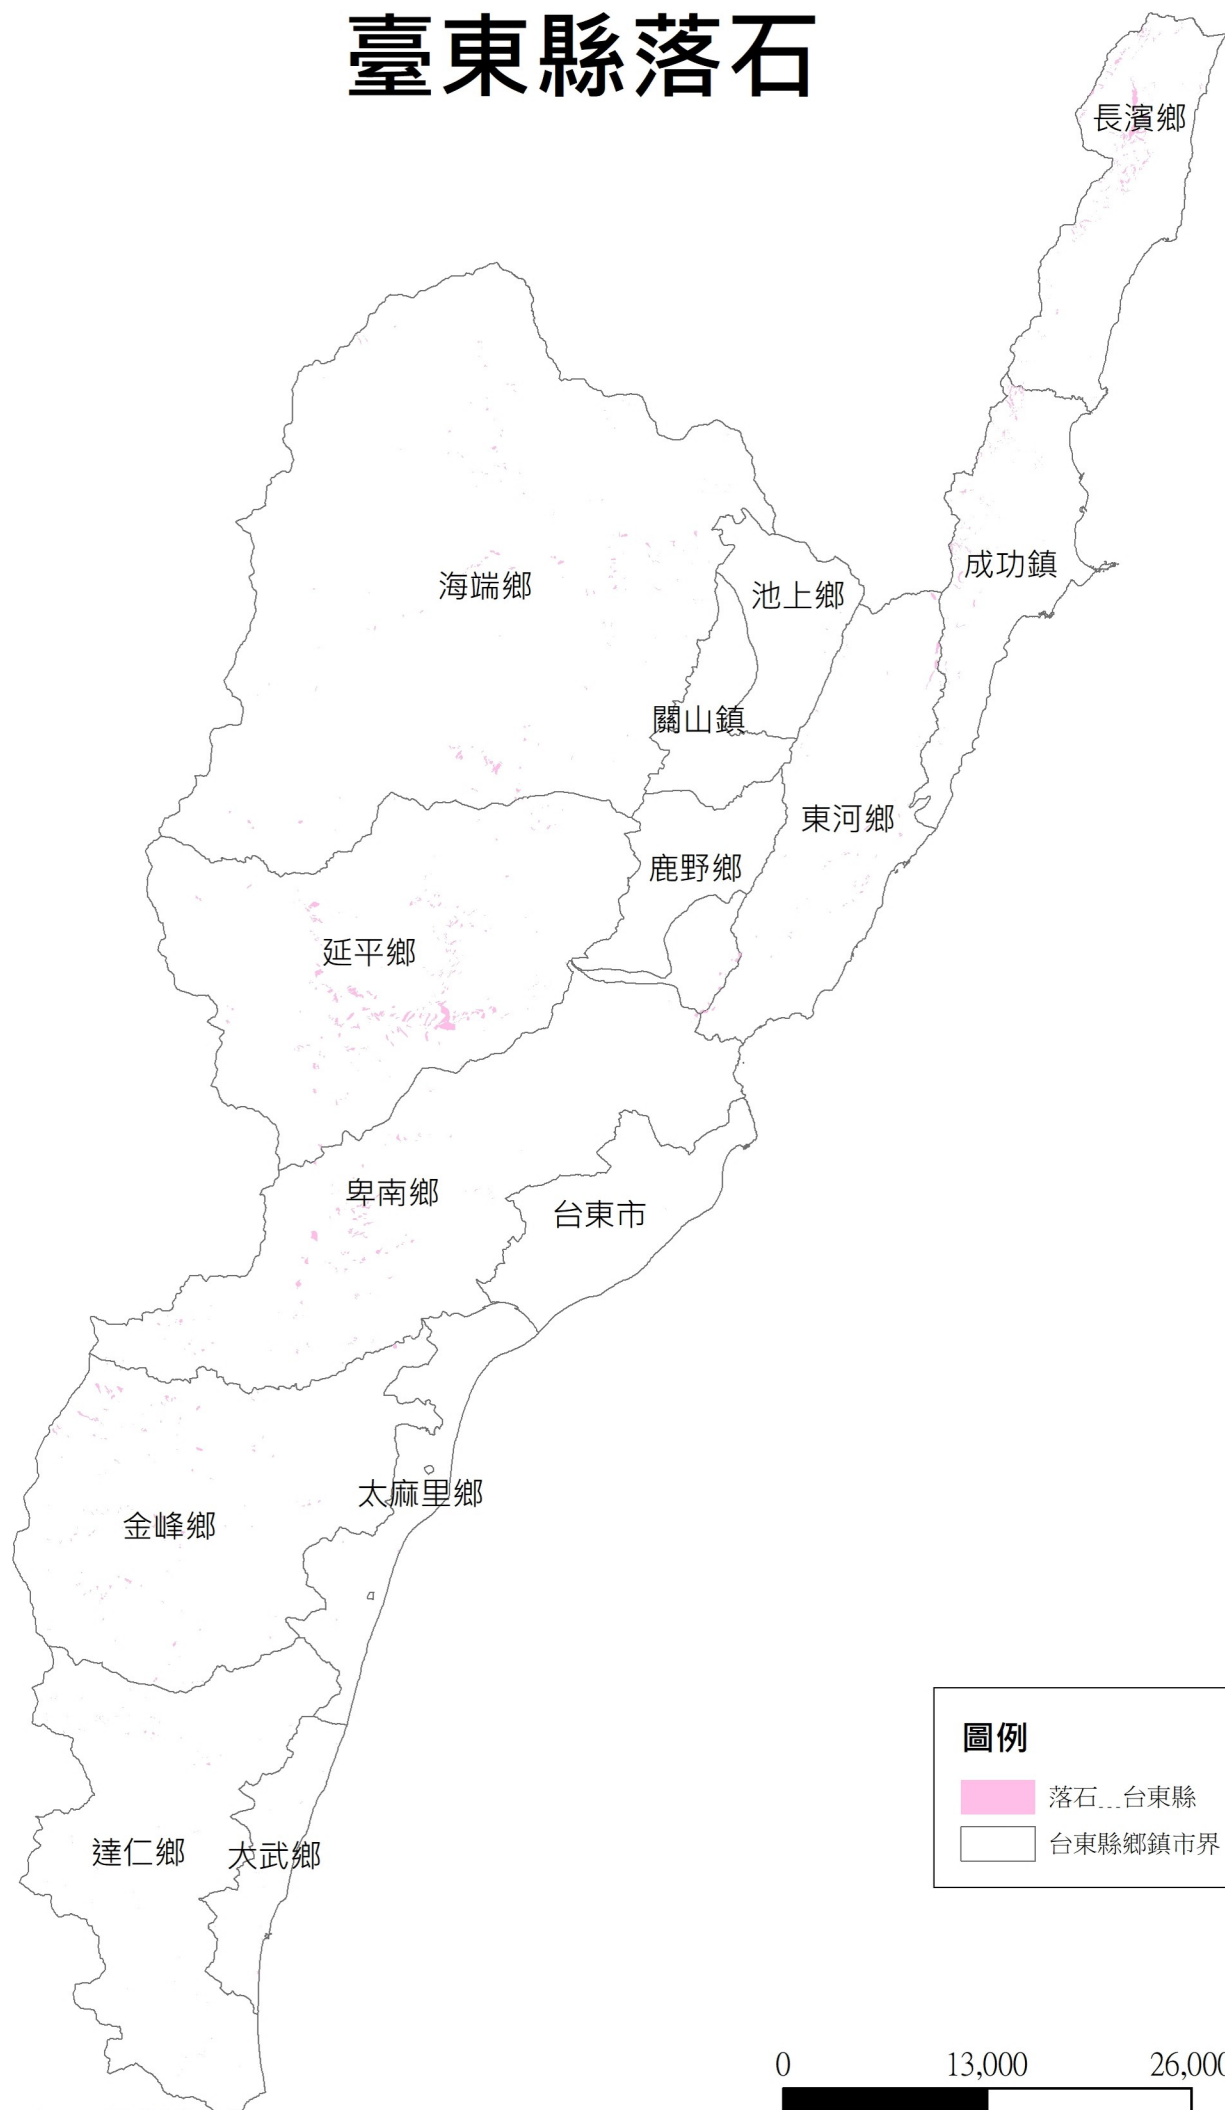 臺東縣落石
長濱鄉
成功鎮
海端鄉
池上鄉
關山鎮
東河鄉
鹿野鄉
延平鄉
卑南鄉
台東市
太麻里鄉
金峰鄉
達仁鄉
大武鄉
圖例
落石...台東縣
台東縣鄉鎮市界
0 13,000 26,000